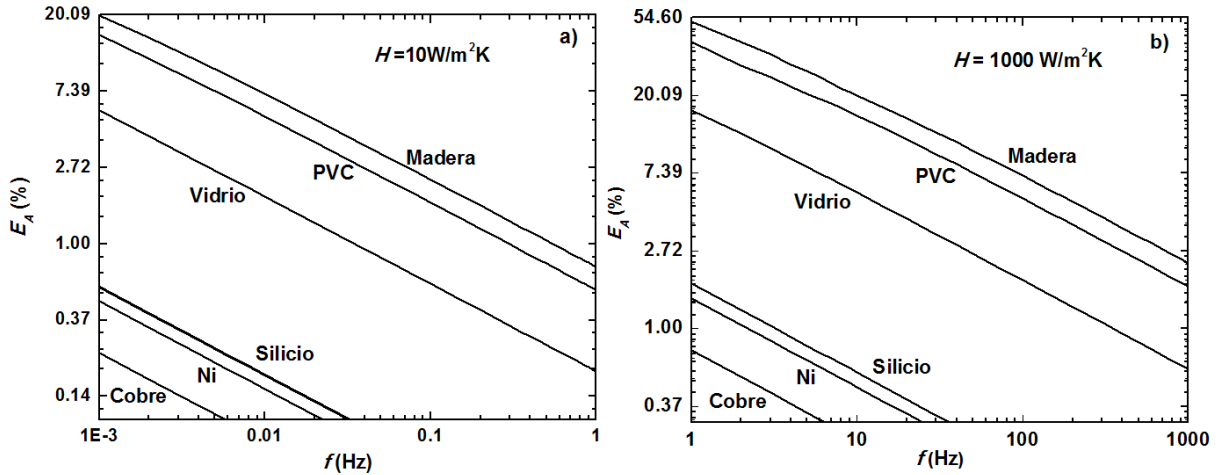 20.09
7.39
2.72
1.00
0.37
0.14
E_A (%)
a)
H =10W/m²K
Madera
PVC
Vidrio
Silicio
Ni
Cobre
1E-3 0.01 0.1 1
f (Hz)
54.60
20.09
7.39
2.72
1.00
0.37
E_A (%)
b)
H = 1000 W/m²K
Madera
PVC
Vidrio
Silicio
Ni
Cobre
1 10 100 1000
f (Hz)